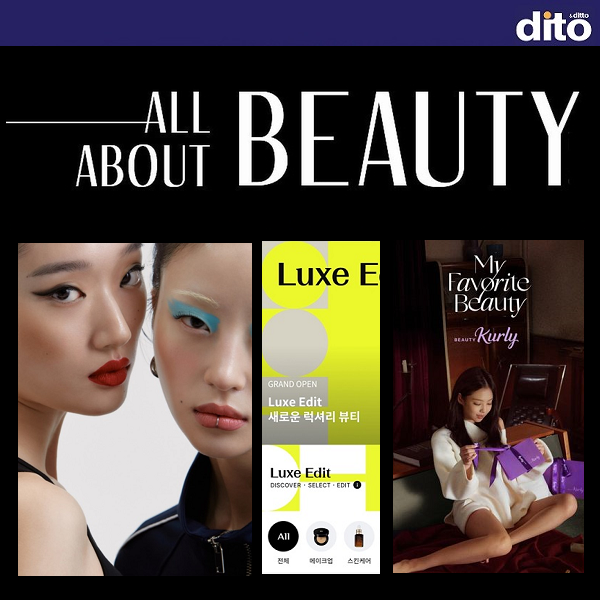 dito
&ditto
ALL
ABOUT
BEAUTY
Luxe E
GRAND OPEN
Luxe Edit
새로운 럭셔리 뷰티
Luxe Edit
DISCOVER · SELECT · EDIT
All
전체
메이크업
스킨케어
My
Favorite
Beauty
BEAUTY Kurly